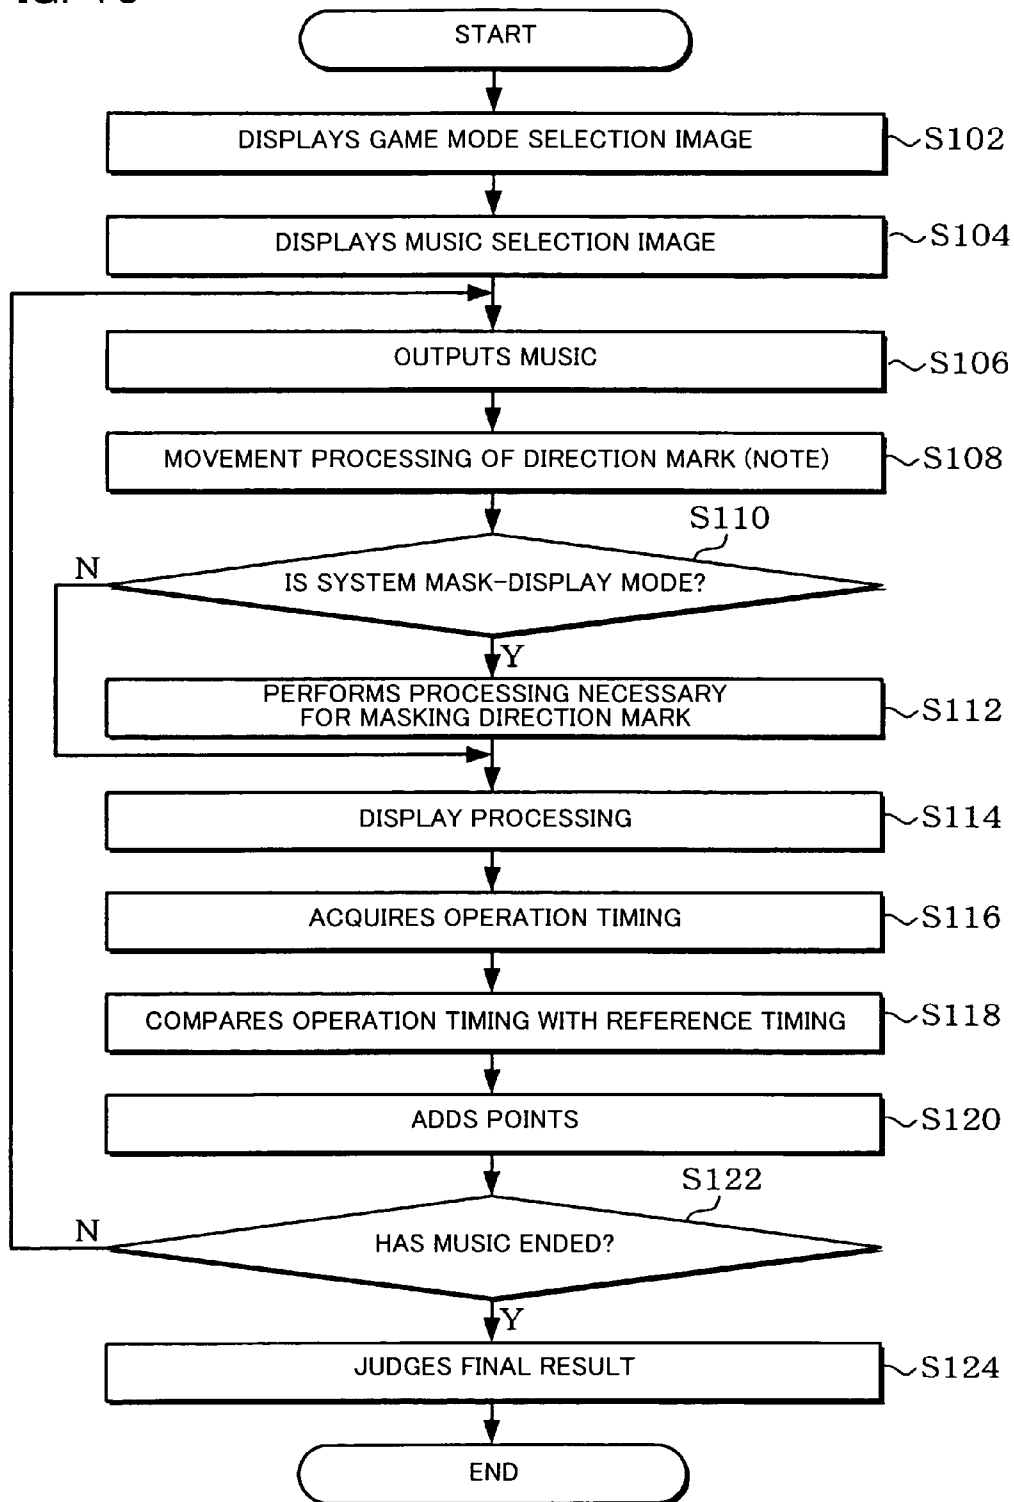 START
DISPLAYS GAME MODE SELECTION IMAGE
S102
DISPLAYS MUSIC SELECTION IMAGE
S104
OUTPUTS MUSIC
S106
MOVEMENT PROCESSING OF DIRECTION MARK (NOTE)
S108
S110
N
IS SYSTEM MASK-DISPLAY MODE?
Y
PERFORMS PROCESSING NECESSARY
FOR MASKING DIRECTION MARK
S112
DISPLAY PROCESSING
S114
ACQUIRES OPERATION TIMING
S116
COMPARES OPERATION TIMING WITH REFERENCE TIMING
S118
ADDS POINTS
S120
S122
N
HAS MUSIC ENDED?
Y
JUDGES FINAL RESULT
S124
END